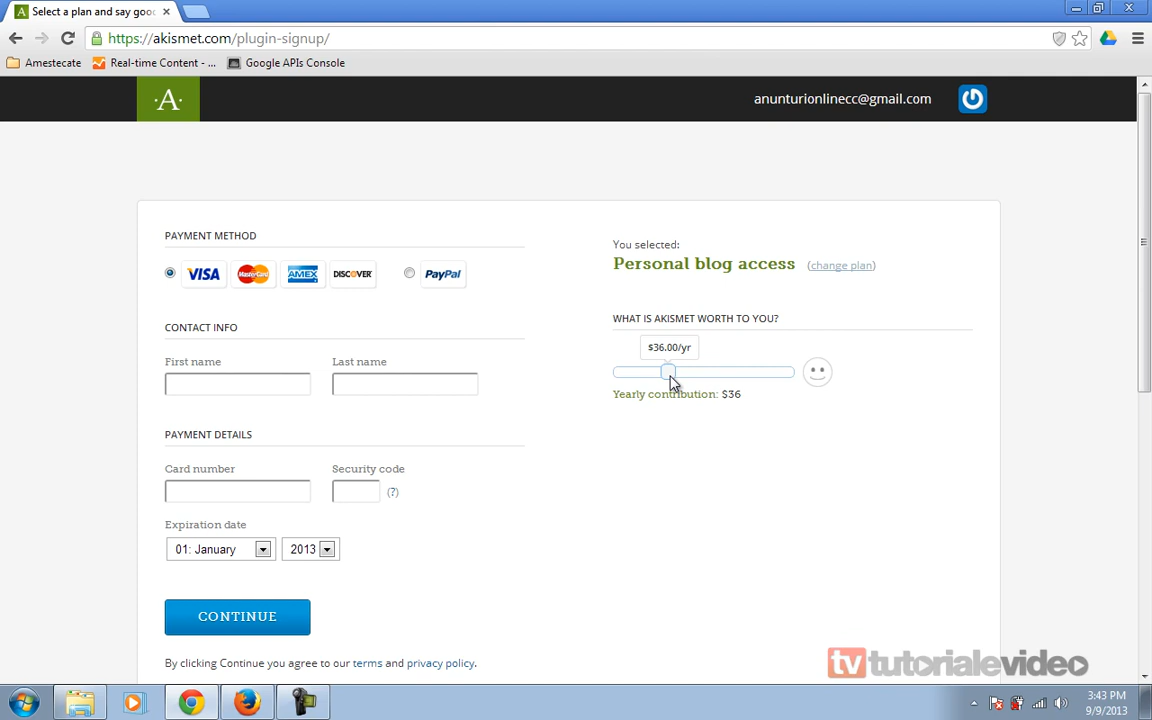 Select a plan and say goo
https://akismet.com/plugin-signup/
Amestecate
Real-time Content - ...
Google APIs Console
·A·
anunturionlinecc@gmail.com
PAYMENT METHOD
VISA
MasterCard
AMEX
DISCOVER
PayPal
CONTACT INFO
First name
Last name
PAYMENT DETAILS
Card number
Security code
(?)
Expiration date
01: January
2013
CONTINUE
By clicking Continue you agree to our terms and privacy policy.
You selected:
Personal blog access (change plan)
WHAT IS AKISMET WORTH TO YOU?
$36.00/yr
Yearly contribution: $36
tv tutorialevideo
3:43 PM
9/9/2013